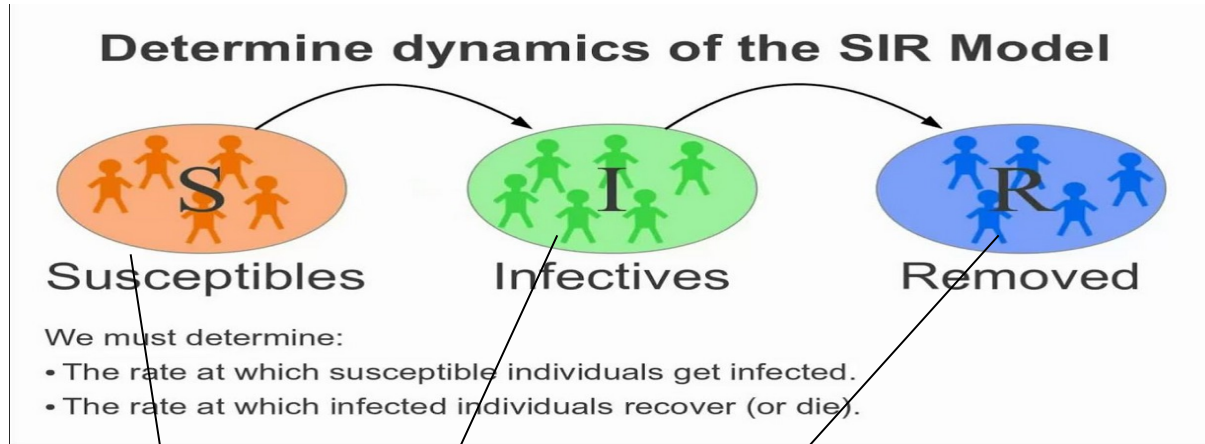 Determine dynamics of the SIR Model
S I R
Susceptibles Infectives Removed
We must determine:
• The rate at which susceptible individuals get infected.
• The rate at which infected individuals recover (or die).